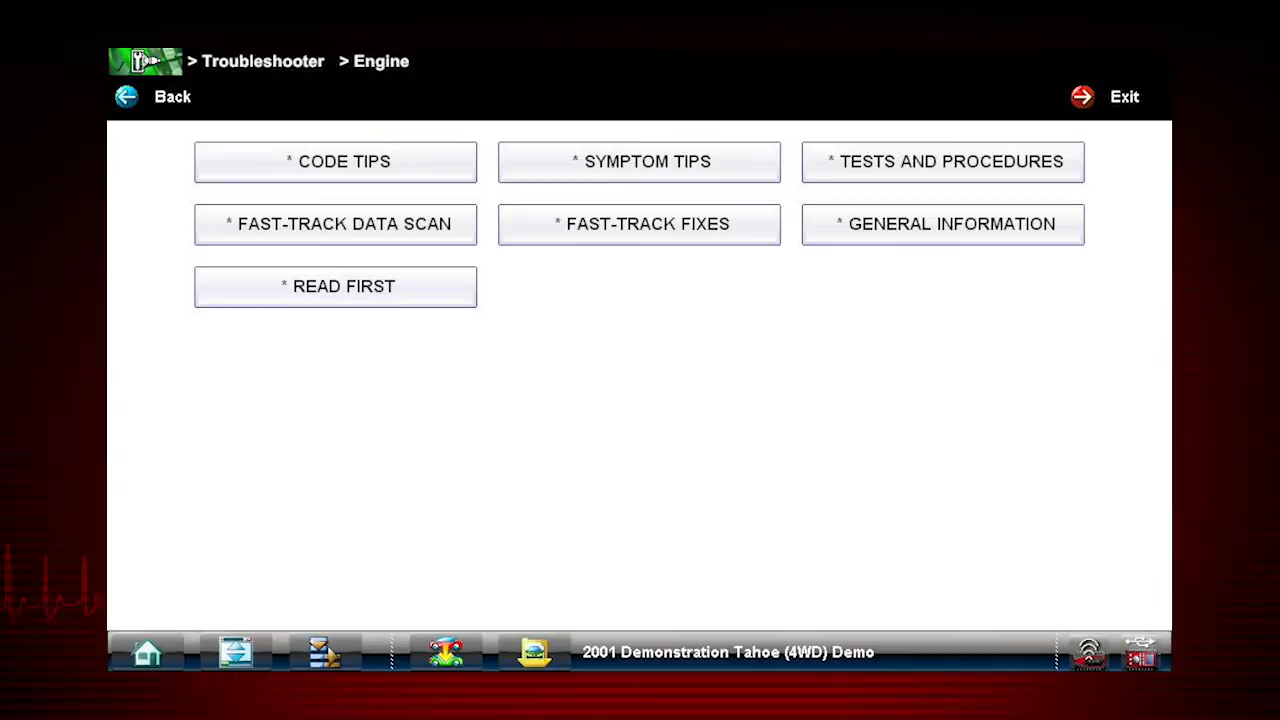 > Troubleshooter > Engine
Back
Exit
* CODE TIPS
* SYMPTOM TIPS
* TESTS AND PROCEDURES
* FAST-TRACK DATA SCAN
* FAST-TRACK FIXES
* GENERAL INFORMATION
* READ FIRST
2001 Demonstration Tahoe (4WD) Demo